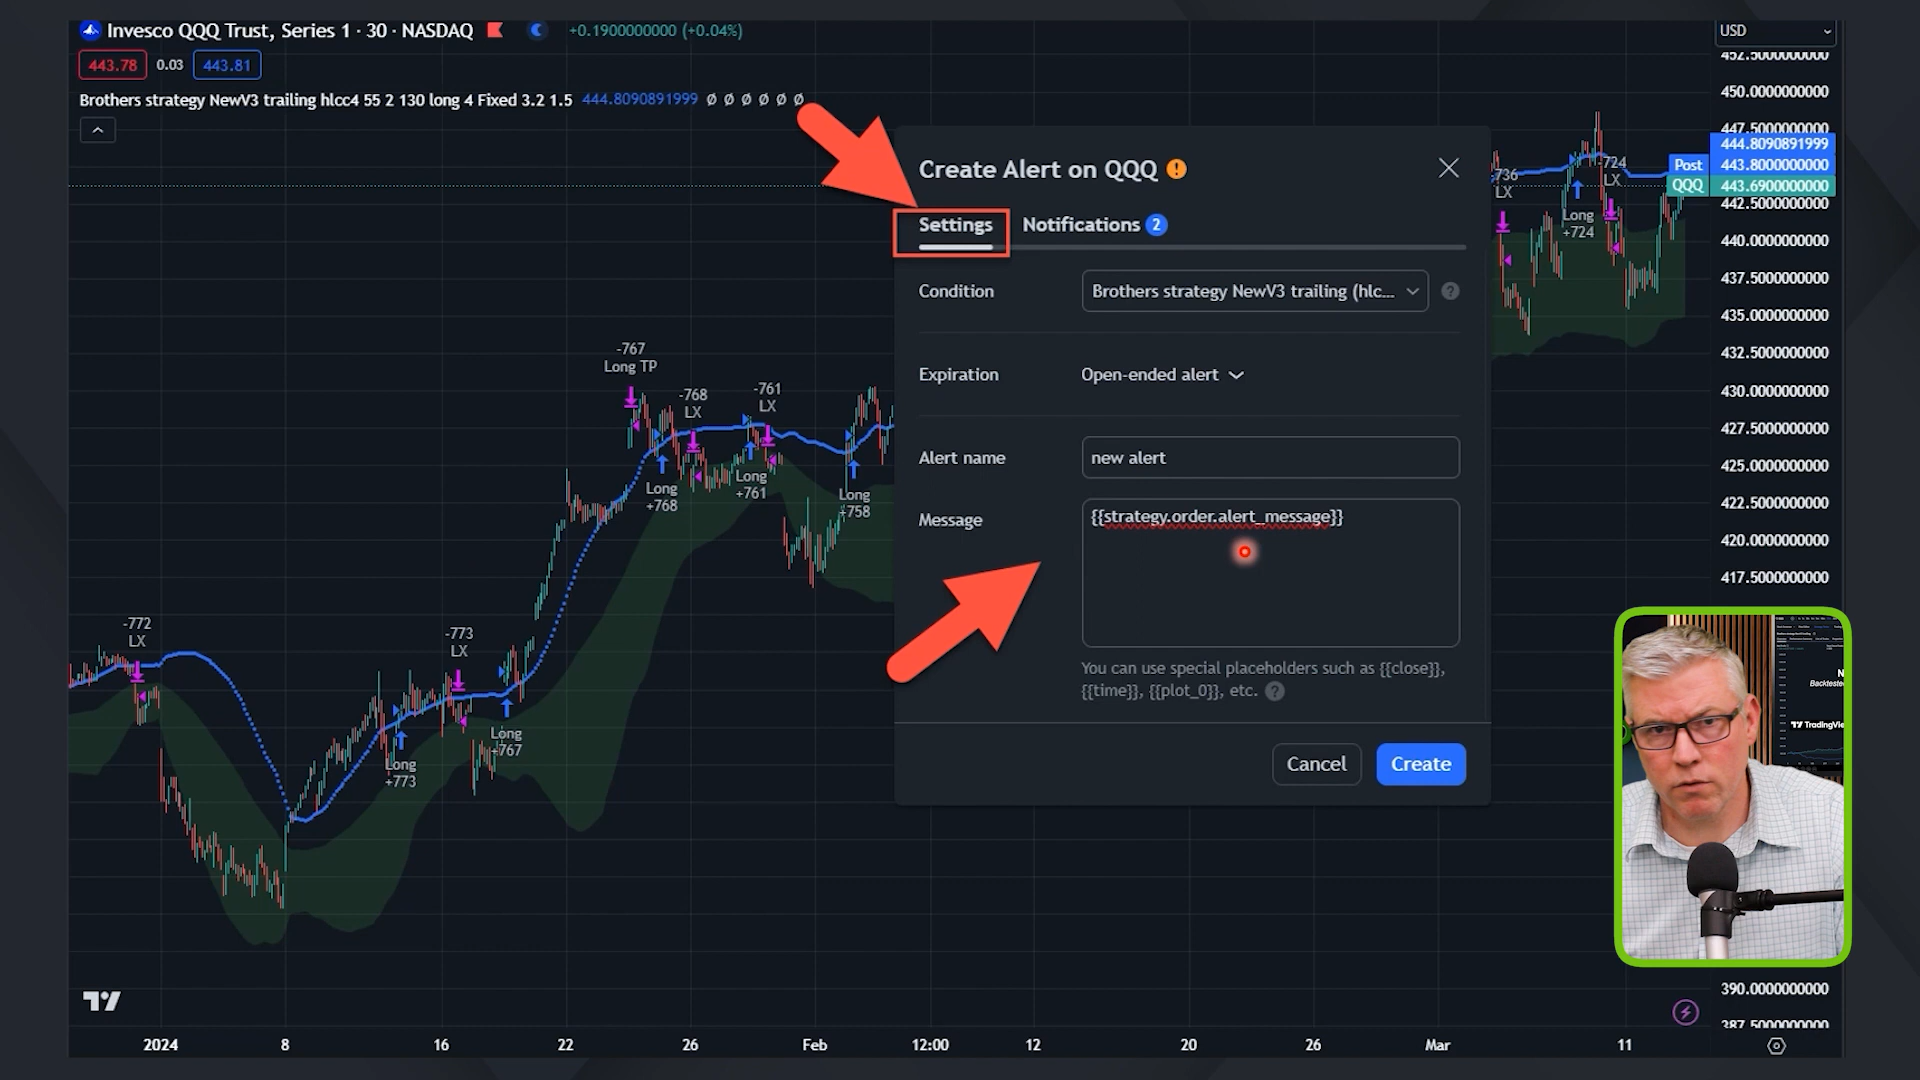 Invesco QQQ Trust, Series 1 · 30 · NASDAQ
+0.1900000000 (+0.04%)
USD
443.78 0.03 443.81
Brothers strategy NewV3 trailing hlcc4 55 2 130 long 4 Fixed 3.2 1.5 444.8090891999 Ø Ø Ø Ø Ø Ø
Create Alert on QQQ
Settings
Notifications 2
Condition
Brothers strategy NewV3 trailing (hlc...
Expiration
Open-ended alert
Alert name
new alert
Message
{{strategy.order.alert_message}}
You can use special placeholders such as {{close}},
{{time}}, {{plot_0}}, etc.
Cancel
Create
-772
LX
Long
+773
-773
LX
Long
+767
-767
Long TP
Long
+768
-768
LX
Long
+761
-761
LX
Long
+758
736
LX
Long
+724
-724
LX
452.5000000000
450.0000000000
447.5000000000
444.8090891999
Post 443.8000000000
QQQ 443.6900000000
442.5000000000
440.0000000000
437.5000000000
435.0000000000
432.5000000000
430.0000000000
427.5000000000
425.0000000000
422.5000000000
420.0000000000
417.5000000000
390.0000000000
387.5000000000
TradingVie
Backteste
2024
8
16
22
26
Feb
12:00
12
20
26
Mar
11